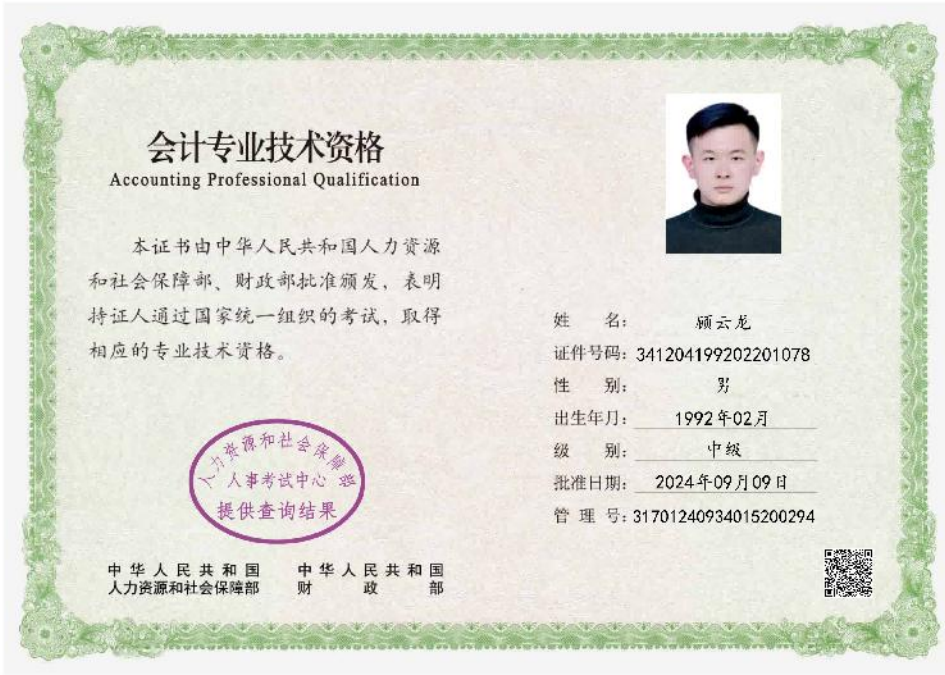 会计专业技术资格
Accounting Professional Qualification
本证书由中华人民共和国人力资源
和社会保障部、财政部批准颁发，表明
持证人通过国家统一组织的考试，取得
相应的专业技术资格。
人力资源和社会保障部
人事考试中心
提供查询结果
中华人民共和国
人力资源和社会保障部
中华人民共和国
财政部
姓名：顾云龙
证件号码：341204199202201078
性别：男
出生年月：1992年02月
级别：中级
批准日期：2024年09月09日
管理号：31701240934015200294